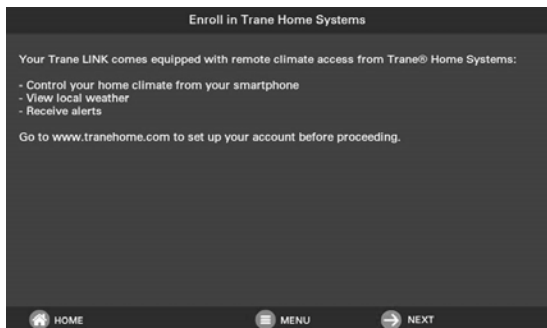 Enroll in Trane Home Systems
Your Trane LINK comes equipped with remote climate access from Trane® Home Systems:
- Control your home climate from your smartphone
- View local weather
- Receive alerts
Go to www.tranehome.com to set up your account before proceeding.
HOME MENU NEXT